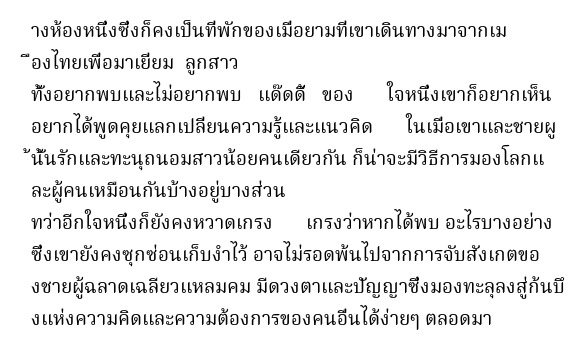 างห้องหนึ่งซึ่งก็คงเป็นที่พักของเมื่อยามที่เขาเดินทางมาจากเม
ืองไทยเพื่อมาเยี่ยม ลูกสาว
ทั้งอยากพบและไม่อยากพบ แด๊ดดี้ ของ ใจหนึ่งเขาก็อยากเห็น
อยากได้พูดคุยแลกเปลี่ยนความรู้และแนวคิด ในเมื่อเขาและชายผู
้นั้นรักและทะนุถนอมสาวน้อยคนเดียวกัน ก็น่าจะมีวิธีการมองโลกแ
ละผู้คนเหมือนกันบ้างอยู่บางส่วน
ทว่าอีกใจหนึ่งก็ยังคงหวาดเกรง เกรงว่าหากได้พบ อะไรบางอย่าง
ซึ่งเขายังคงซุกซ่อนเก็บงำไว้ อาจไม่รอดพ้นไปจากการจับสังเกตขอ
งชายผู้ฉลาดเฉลียวแหลมคม มีดวงตาและปัญญาซึ่งมองทะลุลงสู่ก้นบึ
งแห่งความคิดและความต้องการของคนอื่นได้ง่ายๆ ตลอดมา